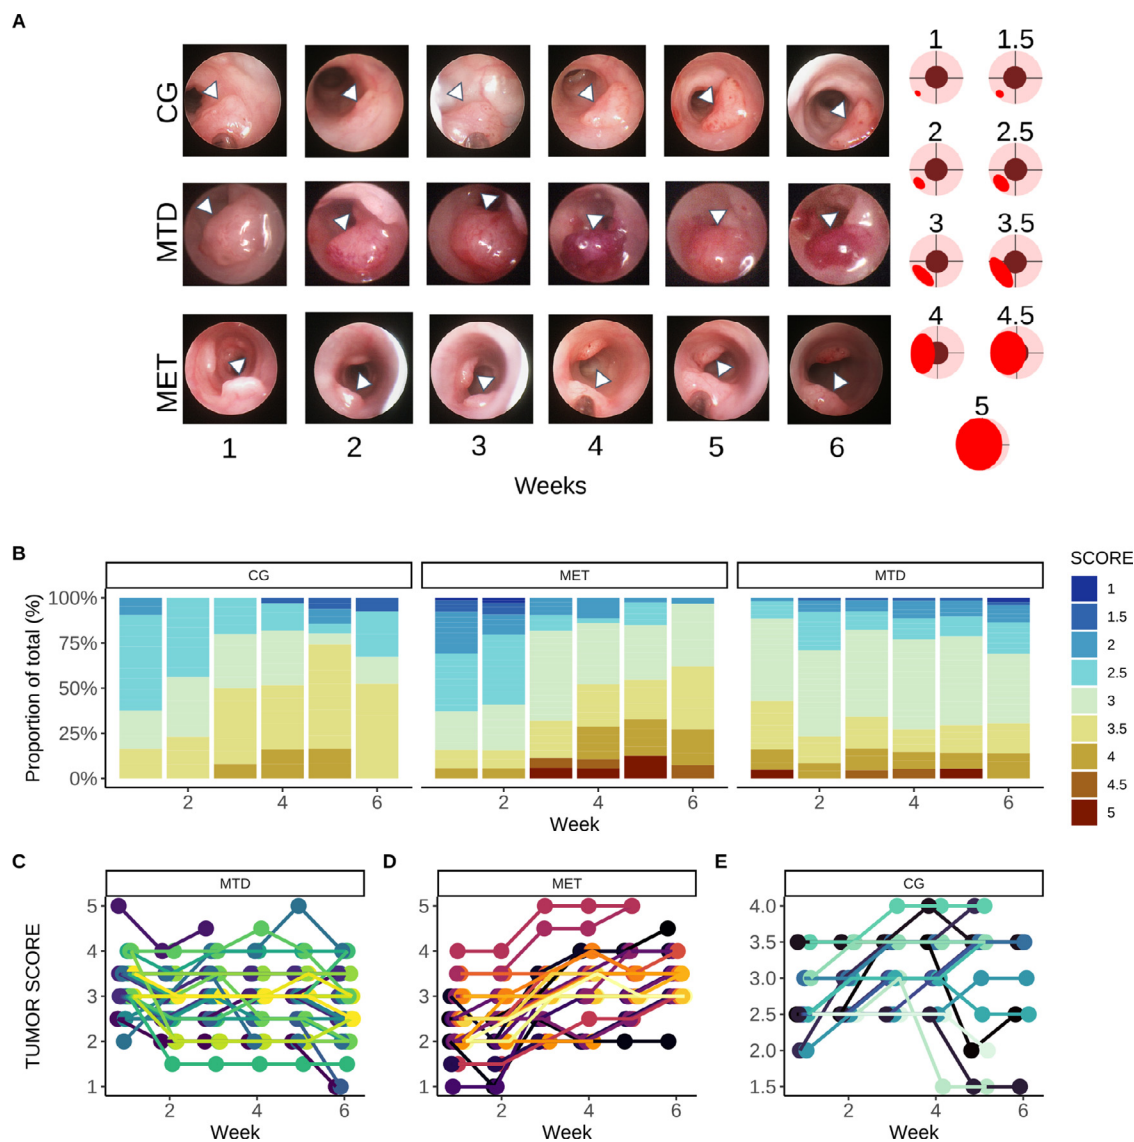 A
CG
MTD
MET
1 2 3 4 5 6
Weeks
1 1.5
2 2.5
3 3.5
4 4.5
5
B
CG MET MTD
SCORE
1
1.5
2
2.5
3
3.5
4
4.5
5
Proportion of total (%)
100%
75%
50%
25%
0%
2 4 6 2 4 6 2 4 6
Week
C D E
MTD MET CG
TUMOR SCORE
5
4
3
2
1
5
4
3
2
1
4.0
3.5
3.0
2.5
2.0
1.5
2 4 6 2 4 6 2 4 6
Week Week Week